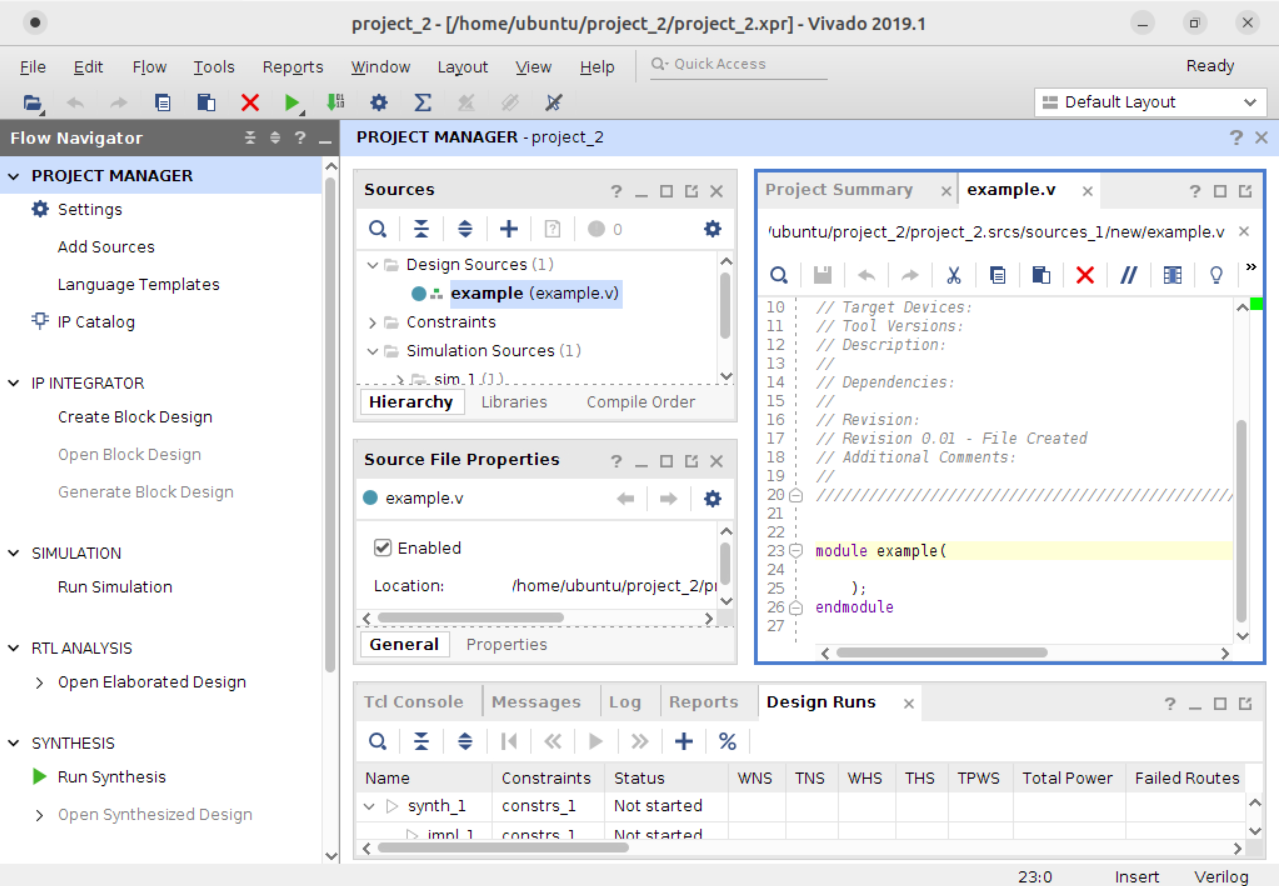 project_2 - [/home/ubuntu/project_2/project_2.xpr] - Vivado 2019.1
File Edit Flow Tools Reports Window Layout View Help Quick Access Ready
Default Layout
Flow Navigator
PROJECT MANAGER - project_2
PROJECT MANAGER
Settings
Add Sources
Language Templates
IP Catalog
IP INTEGRATOR
Create Block Design
Open Block Design
Generate Block Design
SIMULATION
Run Simulation
RTL ANALYSIS
Open Elaborated Design
SYNTHESIS
Run Synthesis
Open Synthesized Design
Sources
0
Design Sources (1)
example (example.v)
Constraints
Simulation Sources (1)
sim_1 (1)
Hierarchy Libraries Compile Order
Source File Properties
example.v
Enabled
Location: /home/ubuntu/project_2/pr
General Properties
Project Summary example.v
/ubuntu/project_2/project_2.srcs/sources_1/new/example.v
10 // Target Devices:
11 // Tool Versions:
12 // Description:
13 //
14 // Dependencies:
15 //
16 // Revision:
17 // Revision 0.01 - File Created
18 // Additional Comments:
19 //
20 ////////////////////////////////////////////////
21
22
23 module example(
24
25 );
26 endmodule
27
Tcl Console Messages Log Reports Design Runs
Name Constraints Status WNS TNS WHS THS TPWS Total Power Failed Routes
synth_1 constrs_1 Not started
impl_1 constrs_1 Not started
23:0 Insert Verilog